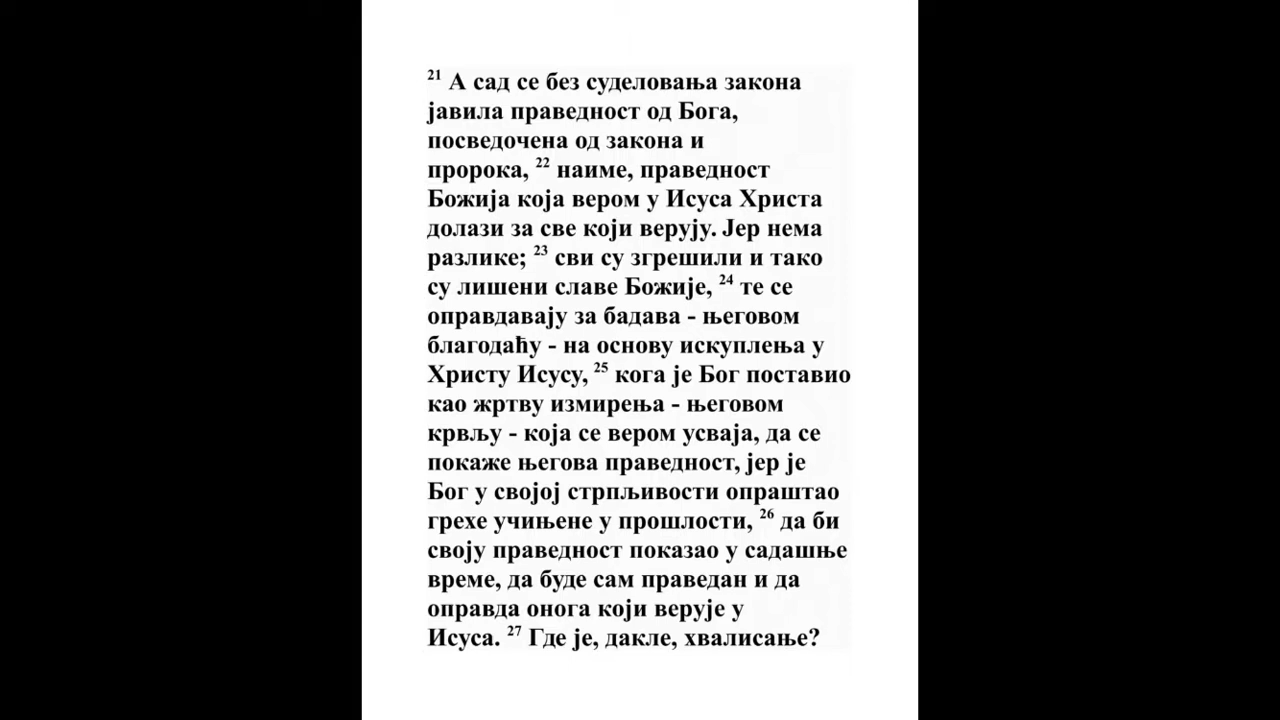 21 А сад се без суделовања закона
јавила праведност од Бога,
посведочена од закона и
пророка, 22 наиме, праведност
Божија која вером у Исуса Христа
долази за све који верују. Јер нема
разлике; 23 сви су згрешили и тако
су лишени славе Божије, 24 те се
оправдавају за бадава - његовом
благодаћу - на основу искуплења у
Христу Исусу, 25 кога је Бог поставио
као жртву измирења - његовом
крвљу - која се вером усваја, да се
покаже његова праведност, јер је
Бог у својој стрпљивости опраштао
грехе учињене у прошлости, 26 да би
своју праведност показао у садашње
време, да буде сам праведан и да
оправда онога који верује у
Исуса. 27 Где је, дакле, хвалисање?